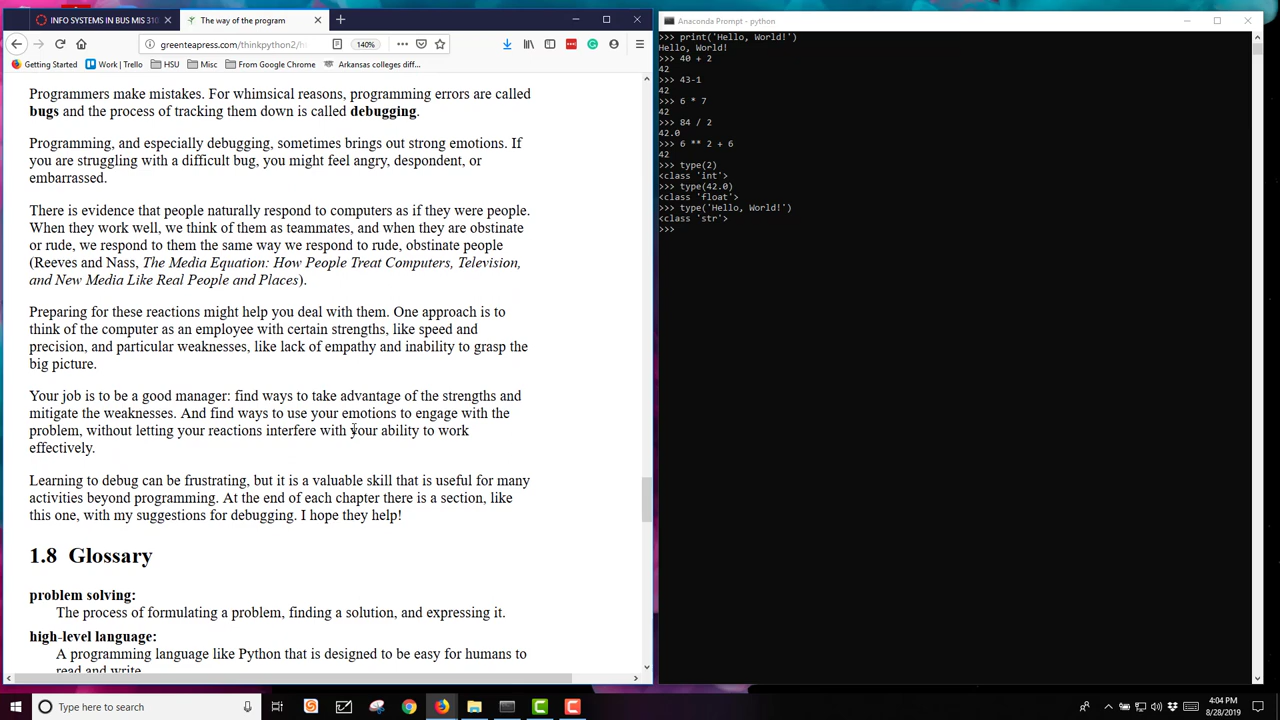 INFO SYSTEMS IN BUS MIS 310
The way of the program
greenteapress.com/thinkpython2/h
140%
Getting Started
Work | Trello
HSU
Misc
From Google Chrome
Arkansas colleges diff...
Programmers make mistakes. For whimsical reasons, programming errors are called
bugs and the process of tracking them down is called debugging.
Programming, and especially debugging, sometimes brings out strong emotions. If
you are struggling with a difficult bug, you might feel angry, despondent, or
embarrassed.
There is evidence that people naturally respond to computers as if they were people.
When they work well, we think of them as teammates, and when they are obstinate
or rude, we respond to them the same way we respond to rude, obstinate people
(Reeves and Nass, The Media Equation: How People Treat Computers, Television,
and New Media Like Real People and Places).
Preparing for these reactions might help you deal with them. One approach is to
think of the computer as an employee with certain strengths, like speed and
precision, and particular weaknesses, like lack of empathy and inability to grasp the
big picture.
Your job is to be a good manager: find ways to take advantage of the strengths and
mitigate the weaknesses. And find ways to use your emotions to engage with the
problem, without letting your reactions interfere with your ability to work
effectively.
Learning to debug can be frustrating, but it is a valuable skill that is useful for many
activities beyond programming. At the end of each chapter there is a section, like
this one, with my suggestions for debugging. I hope they help!
1.8 Glossary
problem solving:
The process of formulating a problem, finding a solution, and expressing it.
high-level language:
A programming language like Python that is designed to be easy for humans to
read and write.
Anaconda Prompt - python
>>> print('Hello, World!')
Hello, World!
>>> 40 + 2
42
>>> 43-1
42
>>> 6 * 7
42
>>> 84 / 2
42.0
>>> 6 ** 2 + 6
42
>>> type(2)
<class 'int'>
>>> type(42.0)
<class 'float'>
>>> type('Hello, World!')
<class 'str'>
>>>
Type here to search
4:04 PM
8/28/2019